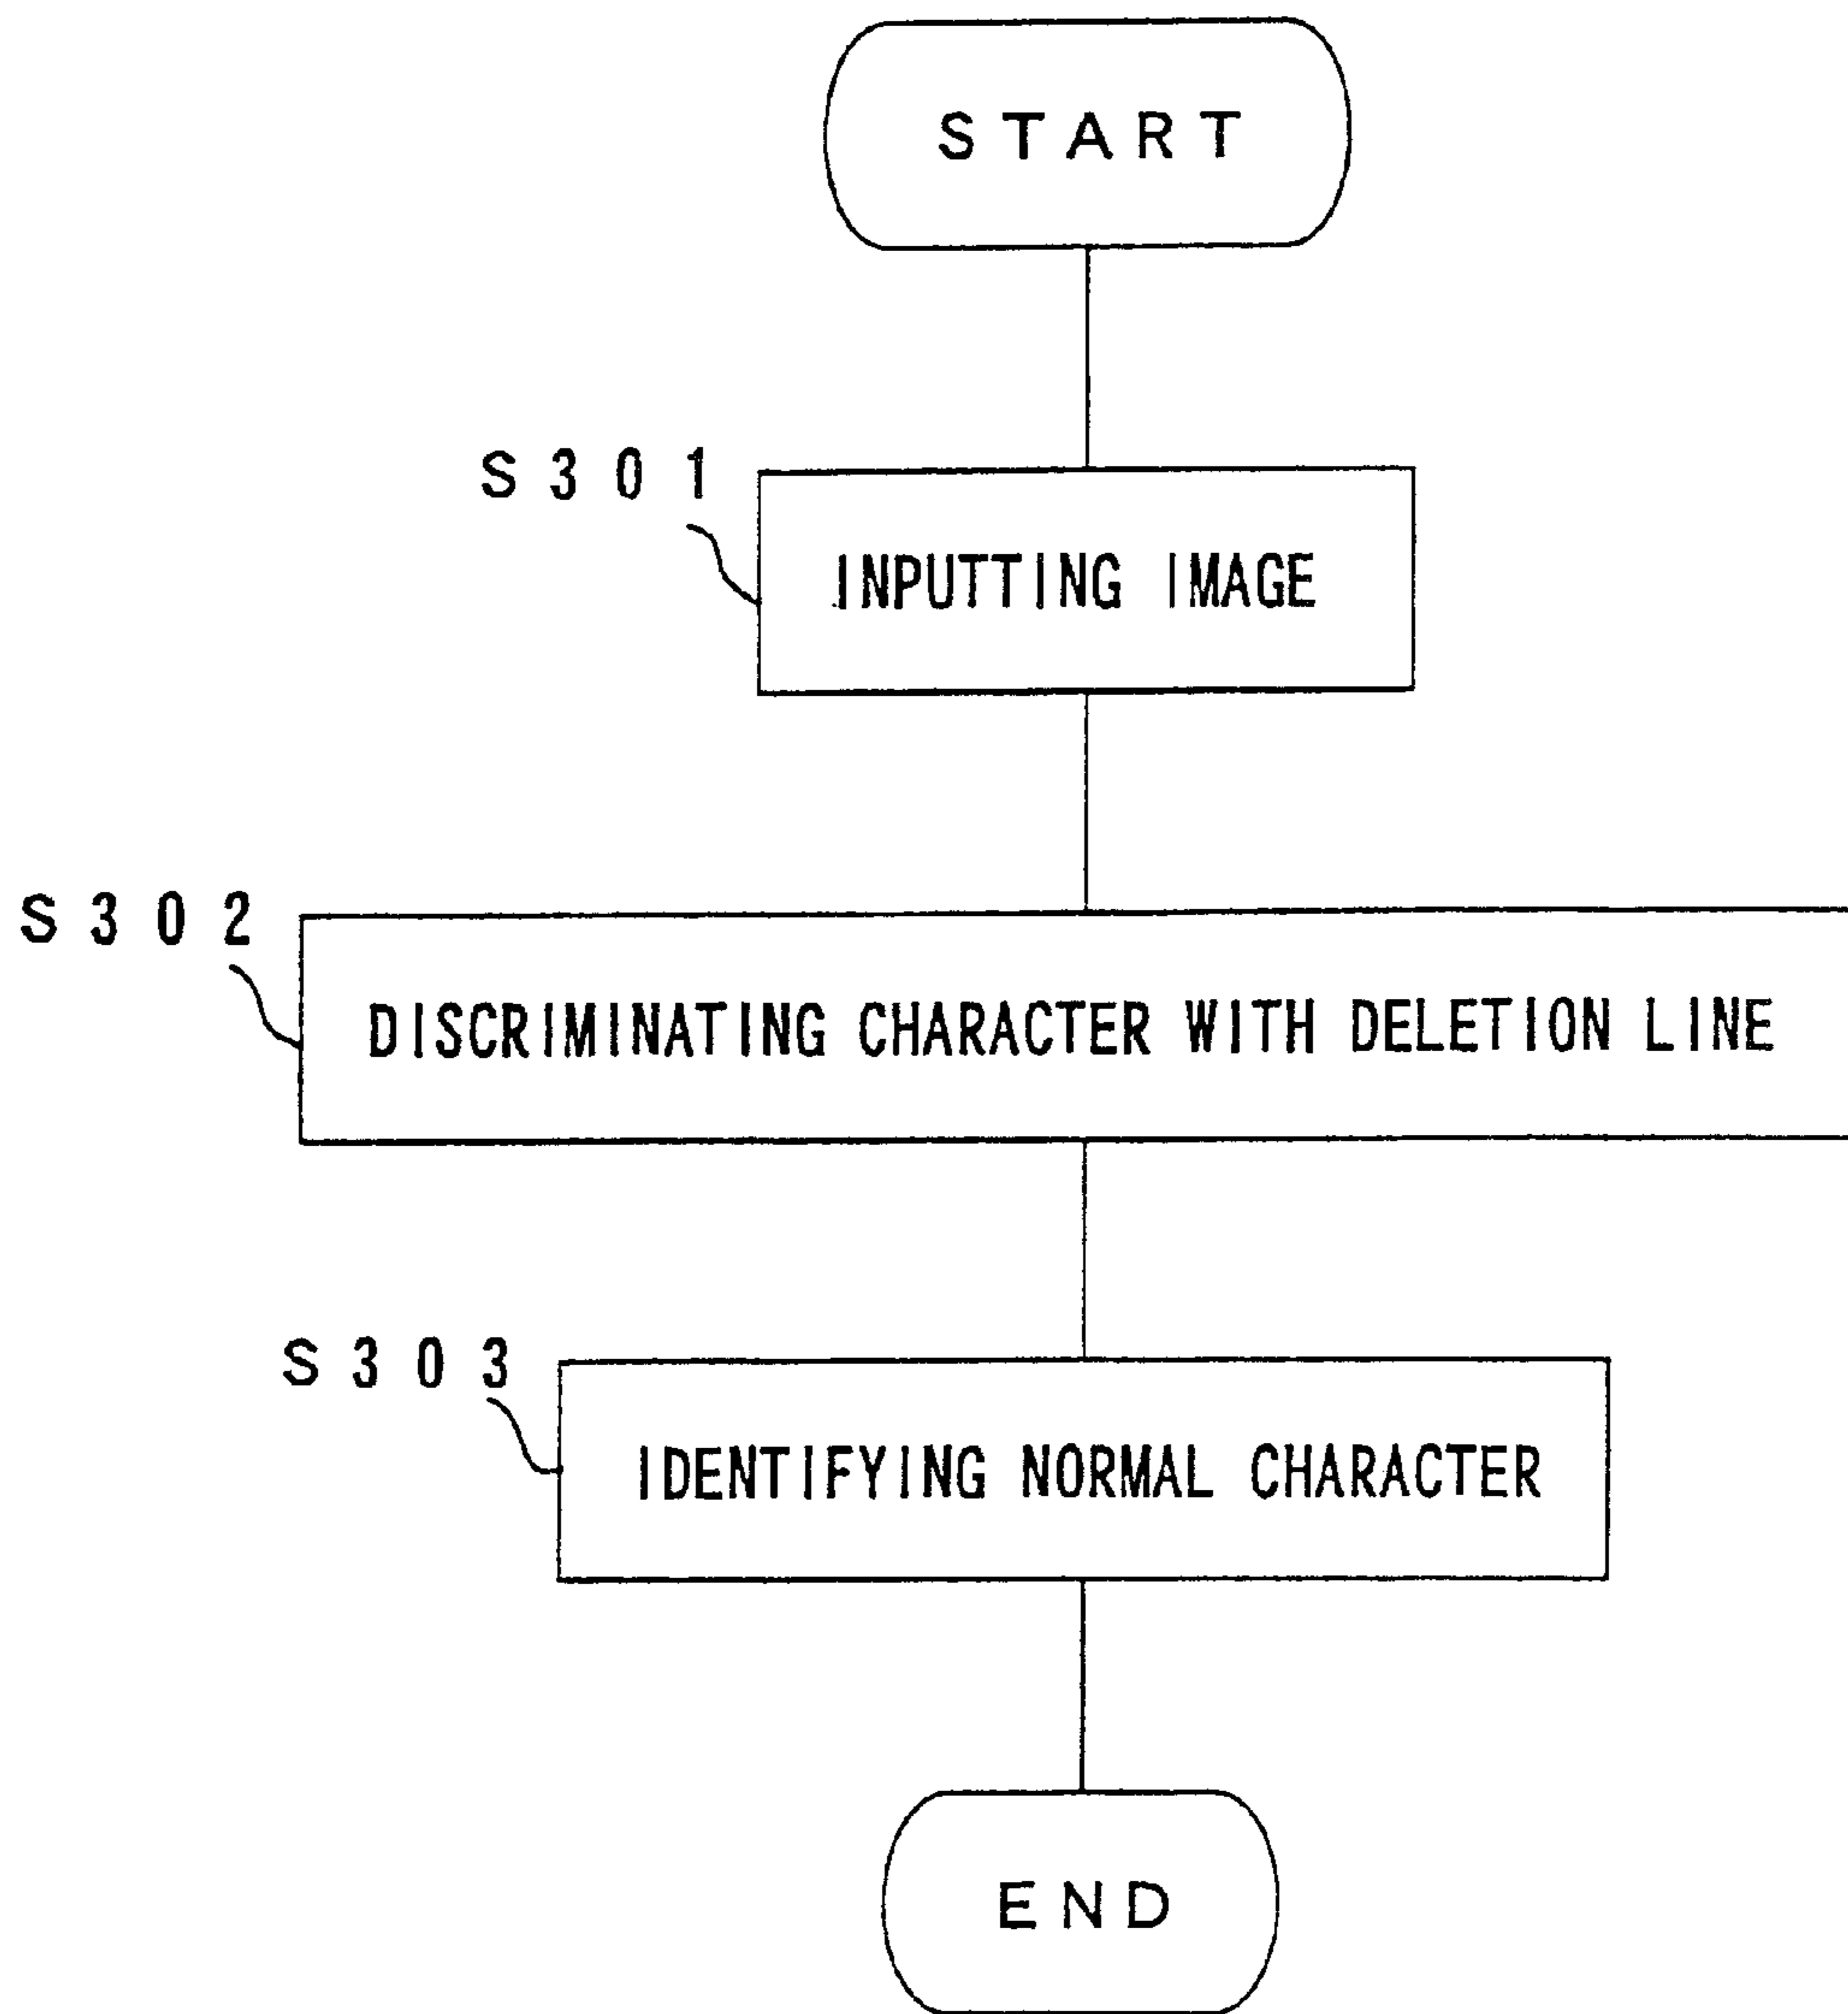 START
S301
INPUTTING IMAGE
S302
DISCRIMINATING CHARACTER WITH DELETION LINE
S303
IDENTIFYING NORMAL CHARACTER
END